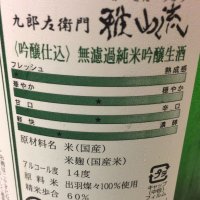 九郎左衛門 雅山流
〈吟醸仕込〉無濾過純米吟醸生酒
フレッシュ 熟成感
華やか 穏やか
甘口 辛口
軽快 濃醇
原材料名 米(国産)
米麹(国産米)
アルコール度 14度
原料米 出羽燦々100%使用
精米歩合 60%